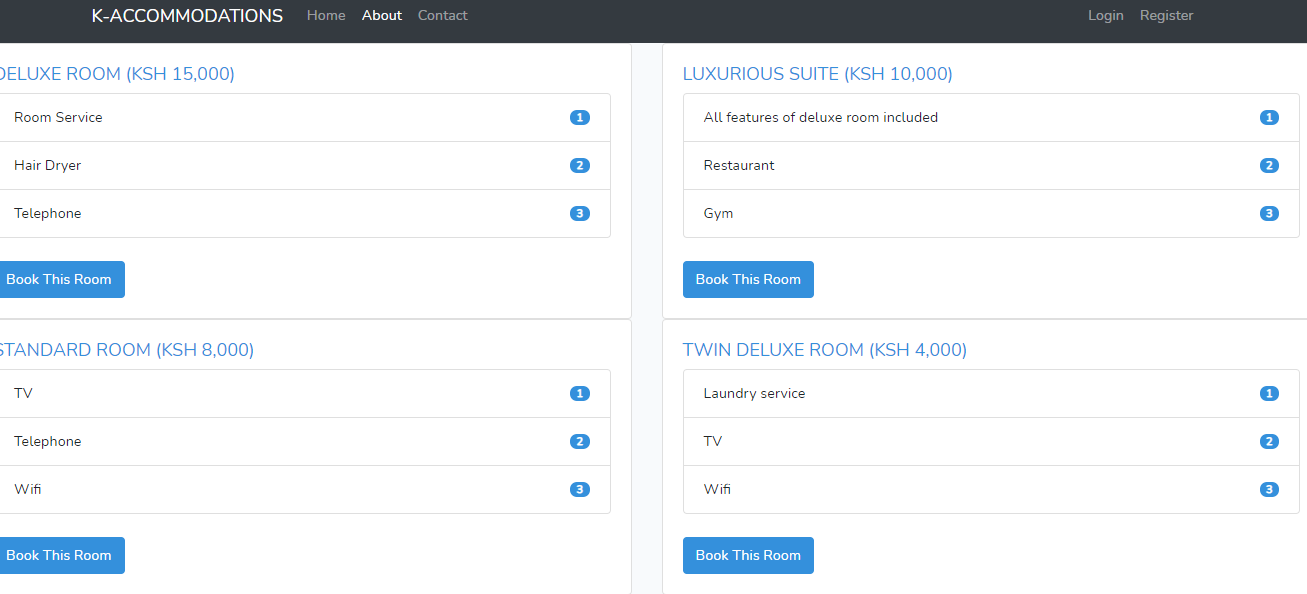 K-ACCOMMODATIONS Home About Contact Login Register
DELUXE ROOM (KSH 15,000)
Room Service 1
Hair Dryer 2
Telephone 3
Book This Room
LUXURIOUS SUITE (KSH 10,000)
All features of deluxe room included 1
Restaurant 2
Gym 3
Book This Room
STANDARD ROOM (KSH 8,000)
TV 1
Telephone 2
Wifi 3
Book This Room
TWIN DELUXE ROOM (KSH 4,000)
Laundry service 1
TV 2
Wifi 3
Book This Room